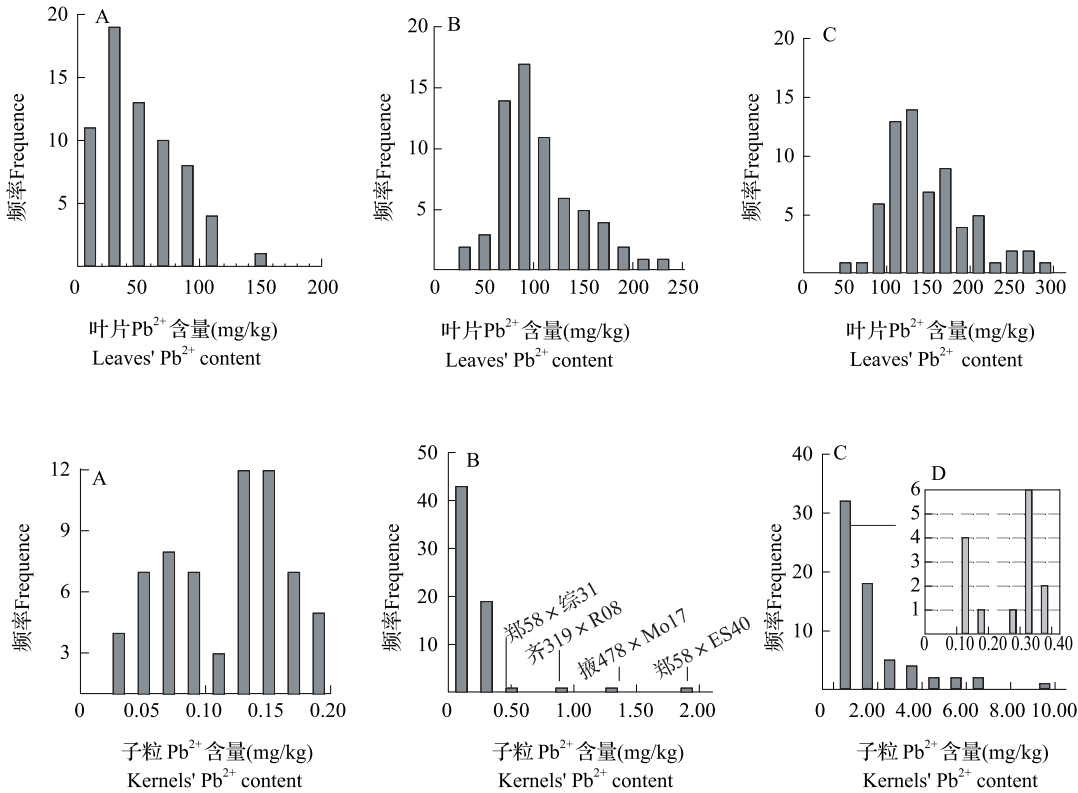 A
20
15
10
5
频率Frequence
0 50 100 150 200
叶片Pb2+含量(mg/kg)
Leaves' Pb2+ content
B
20
15
10
5
频率Frequence
0 50 100 150 200 250
叶片Pb2+含量(mg/kg)
Leaves' Pb2+ content
C
20
15
10
5
频率Frequence
0 50 100 150 200 250 300
叶片Pb2+含量(mg/kg)
Leaves' Pb2+ content
A
12
9
6
3
频率Frequence
0 0.05 0.10 0.15 0.20
子粒 Pb2+含量(mg/kg)
Kernels' Pb2+ content
B
50
40
30
20
10
频率Frequence
郑58×综31
齐319×R08
掖478×Mo17
郑58×ES40
0 0.50 1.00 1.50 2.00
子粒 Pb2+含量(mg/kg)
Kernels' Pb2+ content
C
40
30
20
10
频率Frequence
D
6
5
4
3
2
1
0 0.10 0.20 0.30 0.40
0 2.00 4.00 6.00 8.00 10.00
子粒 Pb2+含量(mg/kg)
Kernels' Pb2+ content